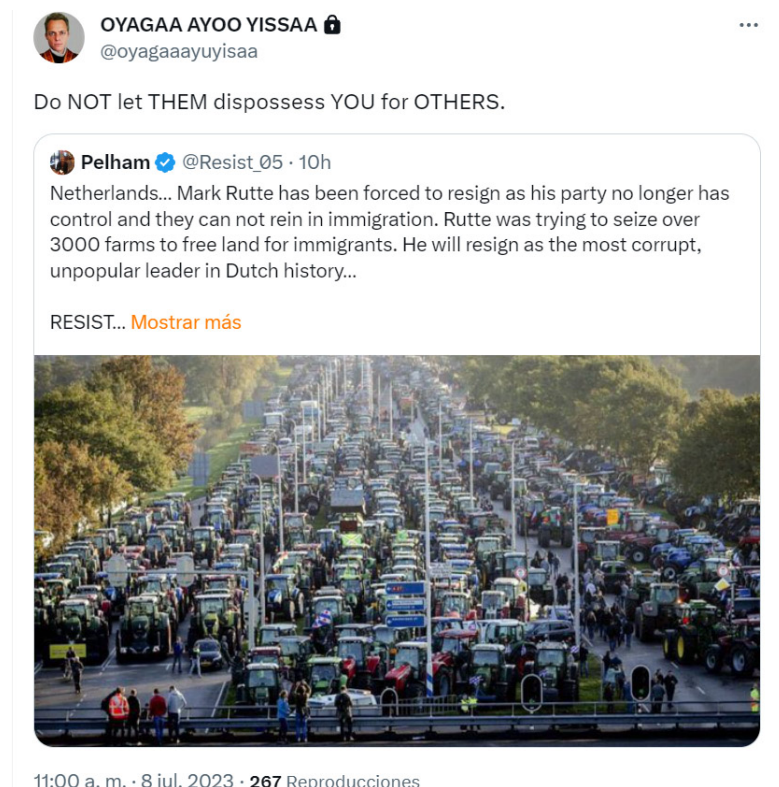 OYAGAA AYOO YISSAA
@oyagaaayuyisaa
Do NOT let THEM dispossess YOU for OTHERS.
Pelham @Resist_05 · 10h
Netherlands... Mark Rutte has been forced to resign as his party no longer has
control and they can not rein in immigration. Rutte was trying to seize over
3000 farms to free land for immigrants. He will resign as the most corrupt,
unpopular leader in Dutch history...
RESIST... Mostrar más
11:00 a. m. · 8 jul. 2023 · 267 Reproducciones